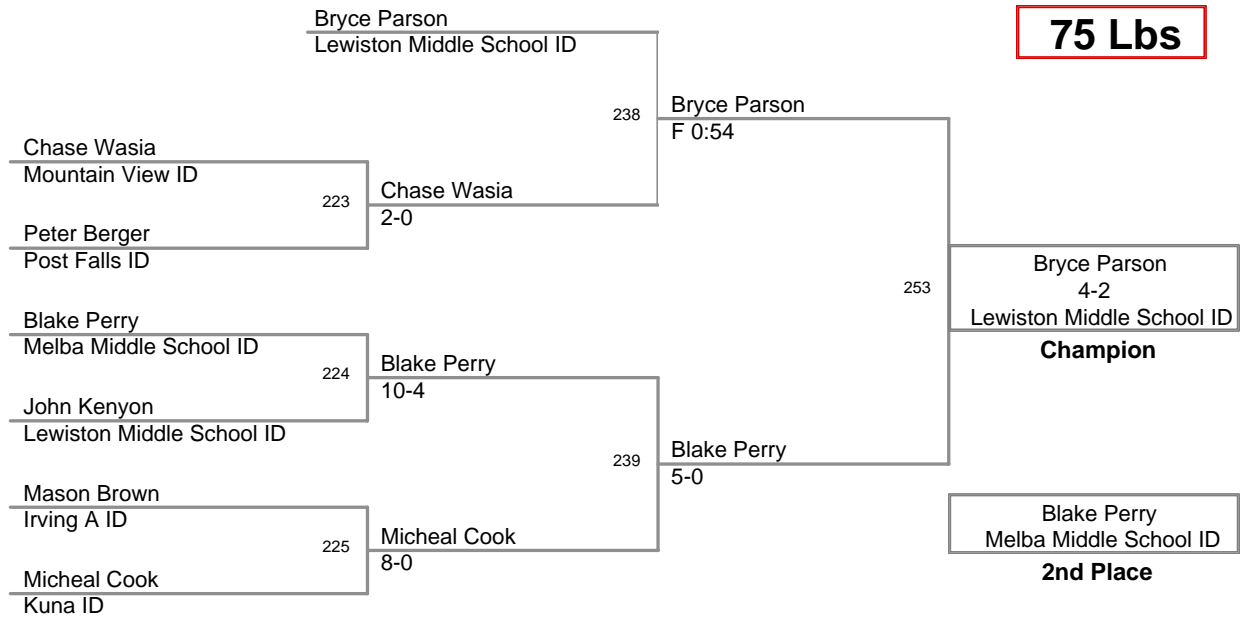 Bryce Parson
Lewiston Middle School ID
75 Lbs
238
Bryce Parson
F 0:54
Chase Wasia
Mountain View ID
223
Chase Wasia
2-0
Peter Berger
Post Falls ID
253
Bryce Parson
4-2
Lewiston Middle School ID
Champion
Blake Perry
Melba Middle School ID
224
Blake Perry
10-4
John Kenyon
Lewiston Middle School ID
239
Blake Perry
5-0
Mason Brown
Irving A ID
225
Micheal Cook
8-0
Micheal Cook
Kuna ID
Blake Perry
Melba Middle School ID
2nd Place